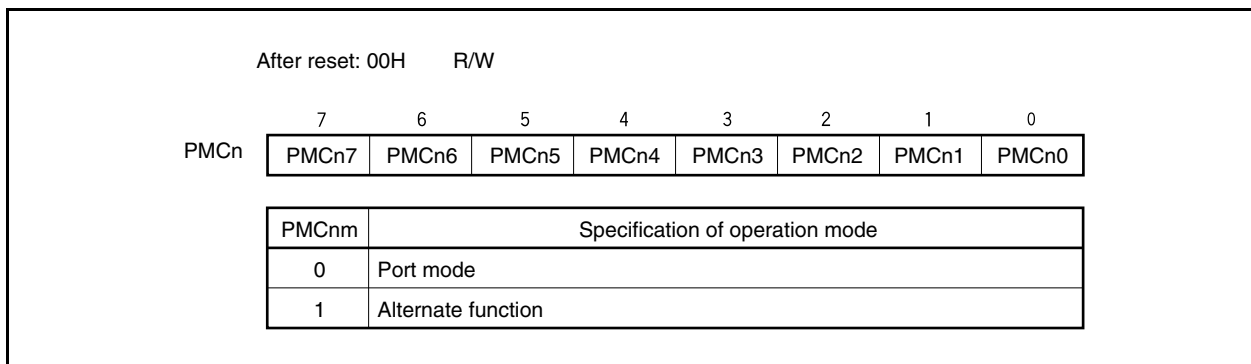 After reset: 00H R/W
7 6 5 4 3 2 1 0
PMCn PMCn7 PMCn6 PMCn5 PMCn4 PMCn3 PMCn2 PMCn1 PMCn0
PMCnm Specification of operation mode
0 Port mode
1 Alternate function